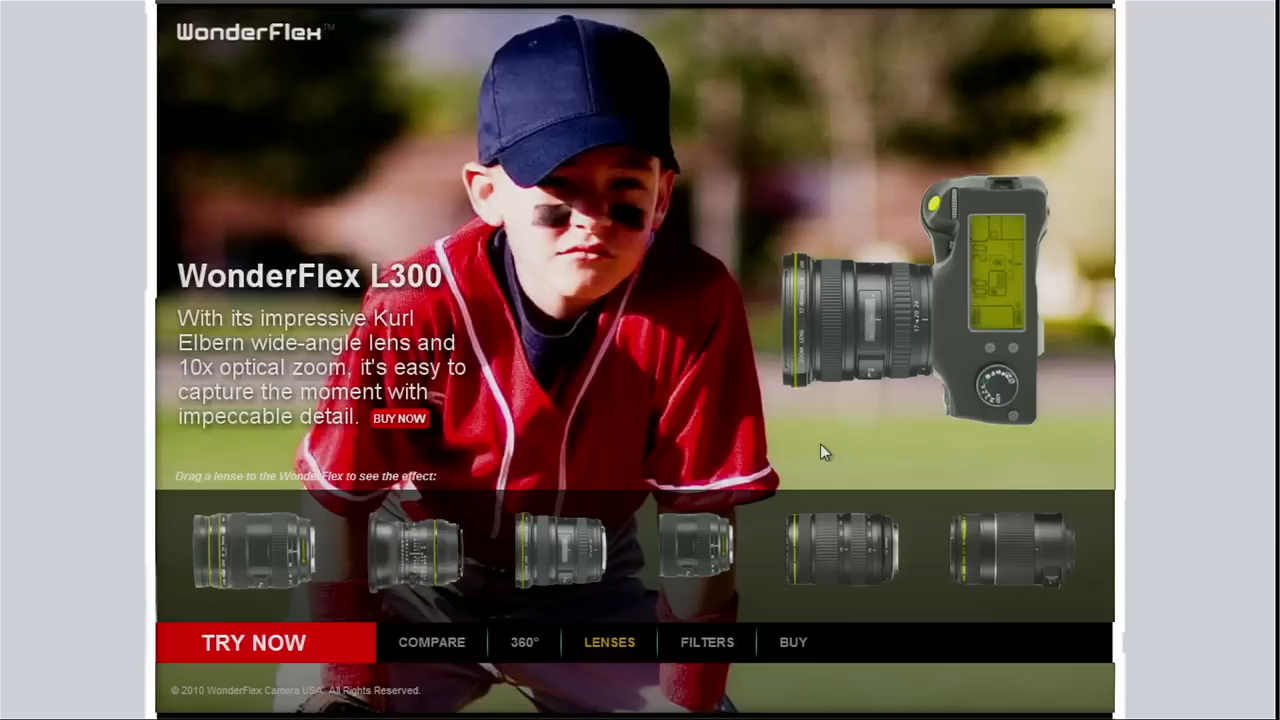 WonderFlex™
WonderFlex L300
With its impressive Kurl
Elbern wide-angle lens and
10x optical zoom, it's easy to
capture the moment with
impeccable detail. BUY NOW
Drag a lense to the WonderFlex to see the effect:
TRY NOW COMPARE 360° LENSES FILTERS BUY
© 2010 WonderFlex Camera USA. All Rights Reserved.